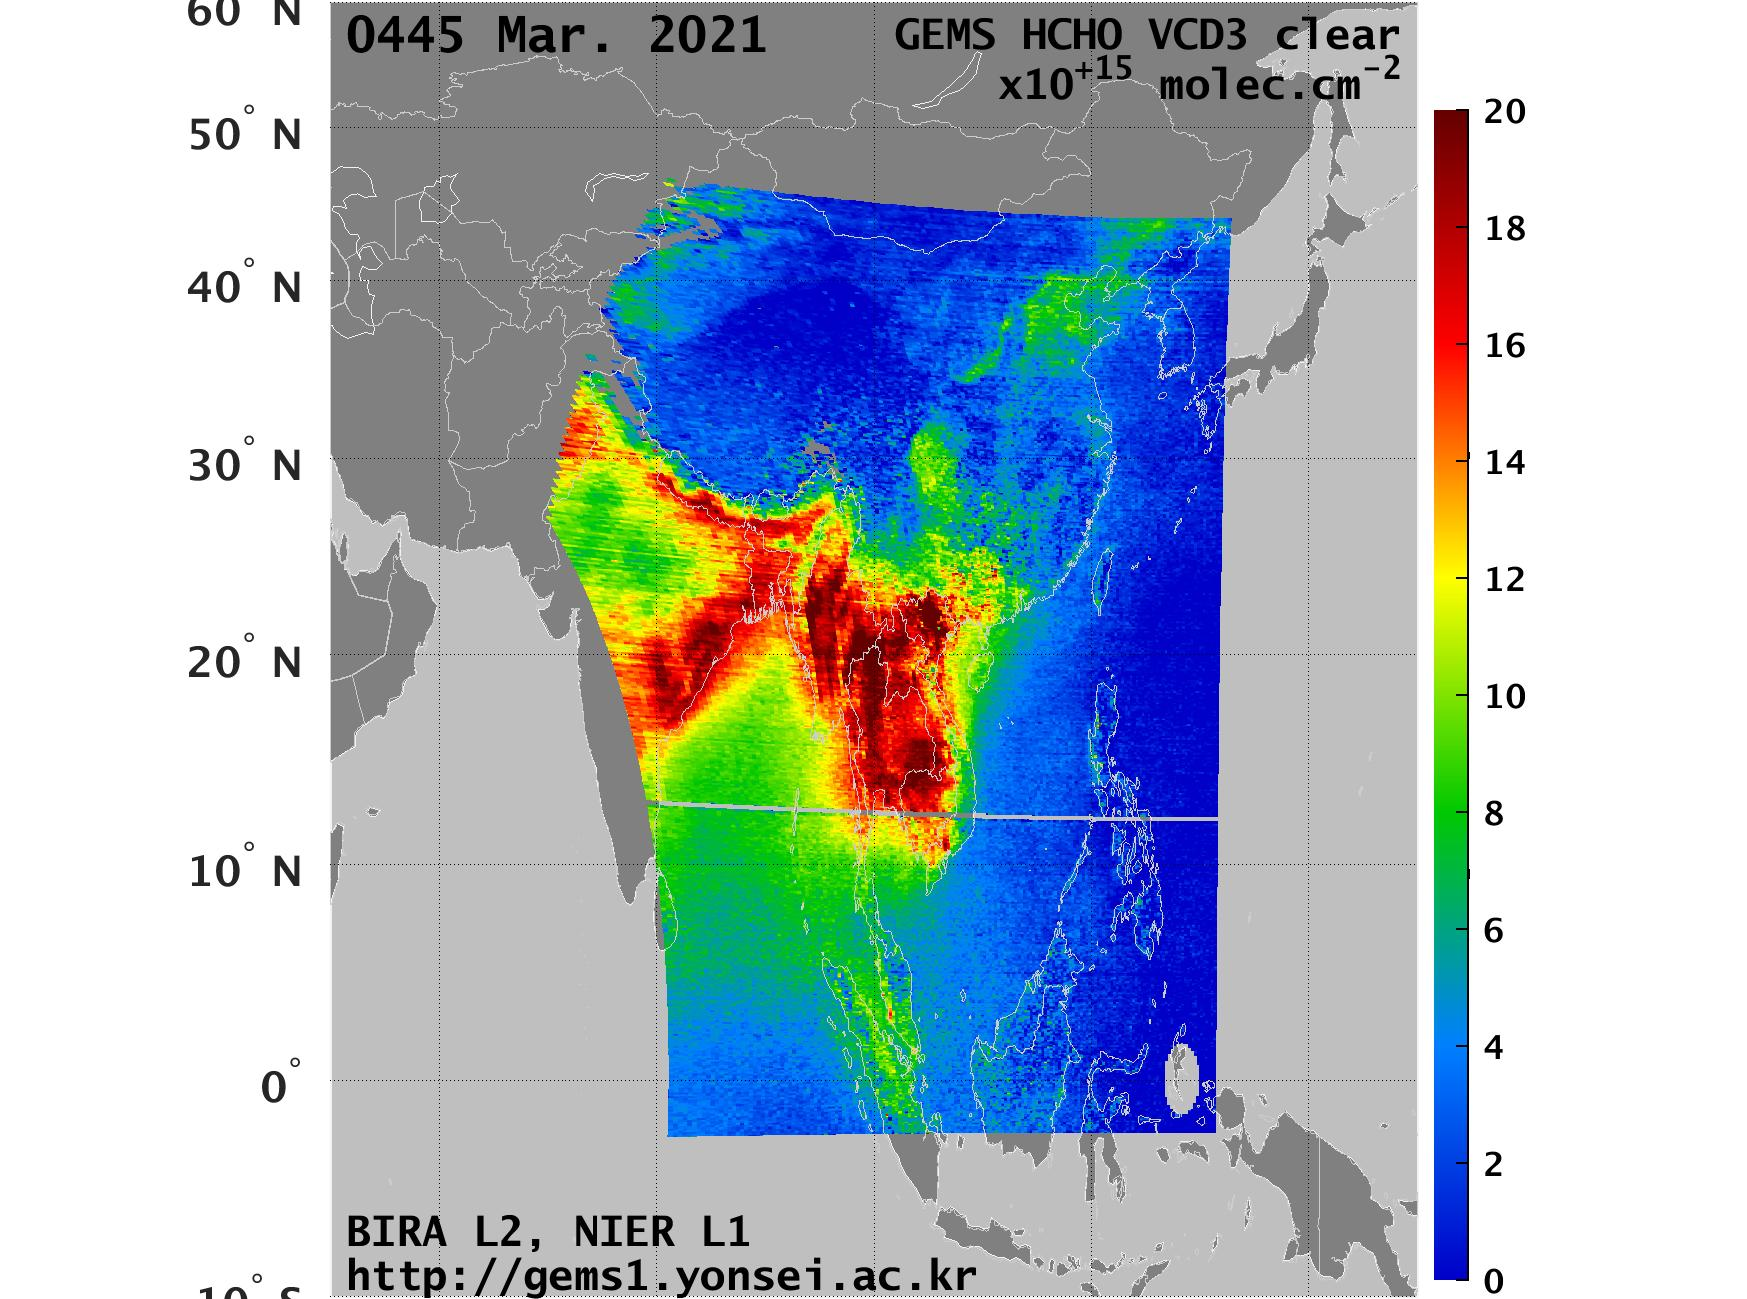 60° N
0445 Mar. 2021
GEMS HCHO VCD3 clear
x10+15 molec.cm−2
50° N
40° N
30° N
20° N
10° N
0°
10° S
20
18
16
14
12
10
8
6
4
2
0
BIRA L2, NIER L1
http://gems1.yonsei.ac.kr